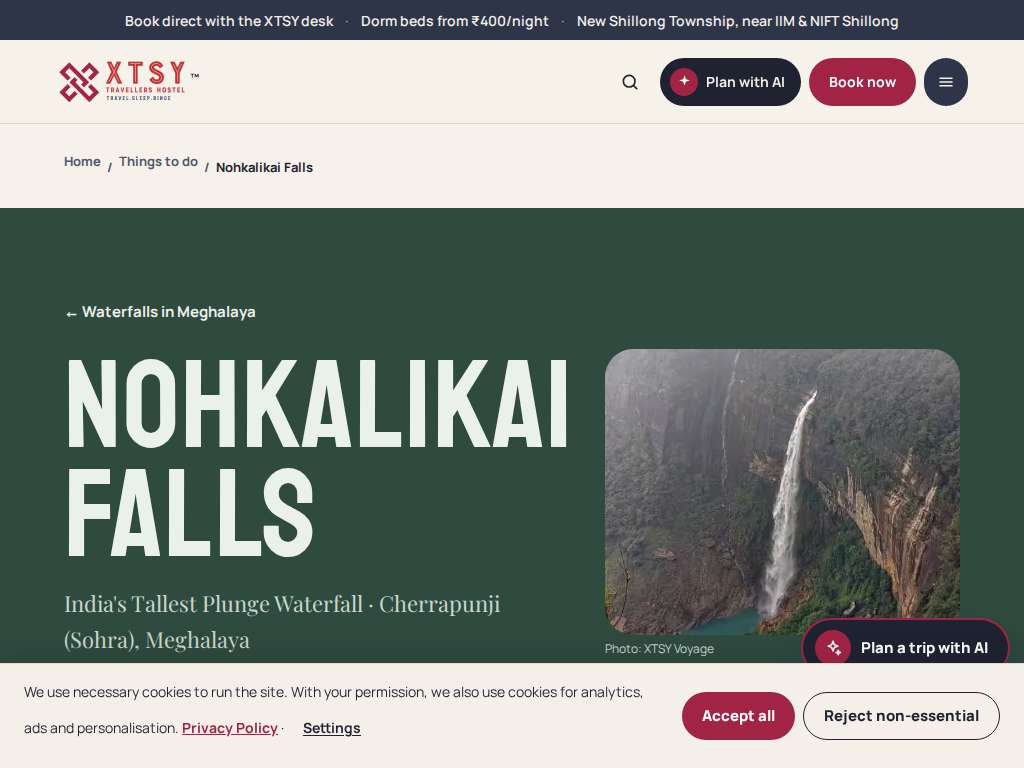 Book direct with the XTSY desk · Dorm beds from ₹400/night · New Shillong Township, near IIM & NIFT Shillong
XTSY ™
TRAVELLERS HOSTEL
TRAVEL.SLEEP.BINGE
Plan with AI
Book now
Home / Things to do / Nohkalikai Falls
← Waterfalls in Meghalaya
NOHKALIKAI
FALLS
India's Tallest Plunge Waterfall · Cherrapunji
(Sohra), Meghalaya
Photo: XTSY Voyage
Plan a trip with AI
We use necessary cookies to run the site. With your permission, we also use cookies for analytics,
ads and personalisation. Privacy Policy · Settings
Accept all
Reject non-essential